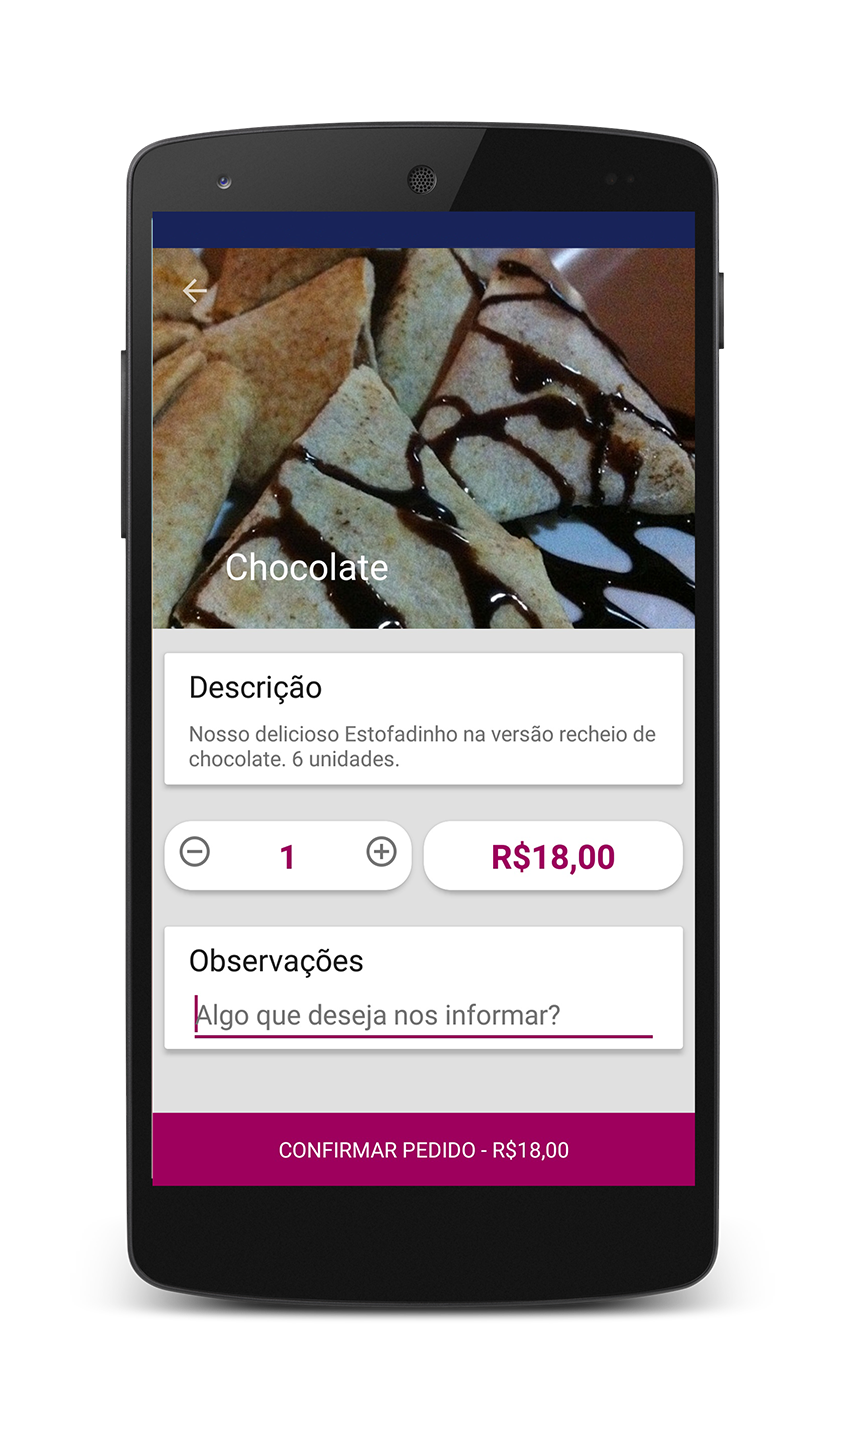 Chocolate
Descrição
Nosso delicioso Estofadinho na versão recheio de
chocolate. 6 unidades.
1
R$18,00
Observações
Algo que deseja nos informar?
CONFIRMAR PEDIDO - R$18,00